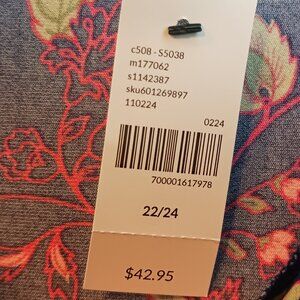 c508 - S5038
m177062
s1142387
sku601269897
110224
0224
700001617978
22/24
$42.95